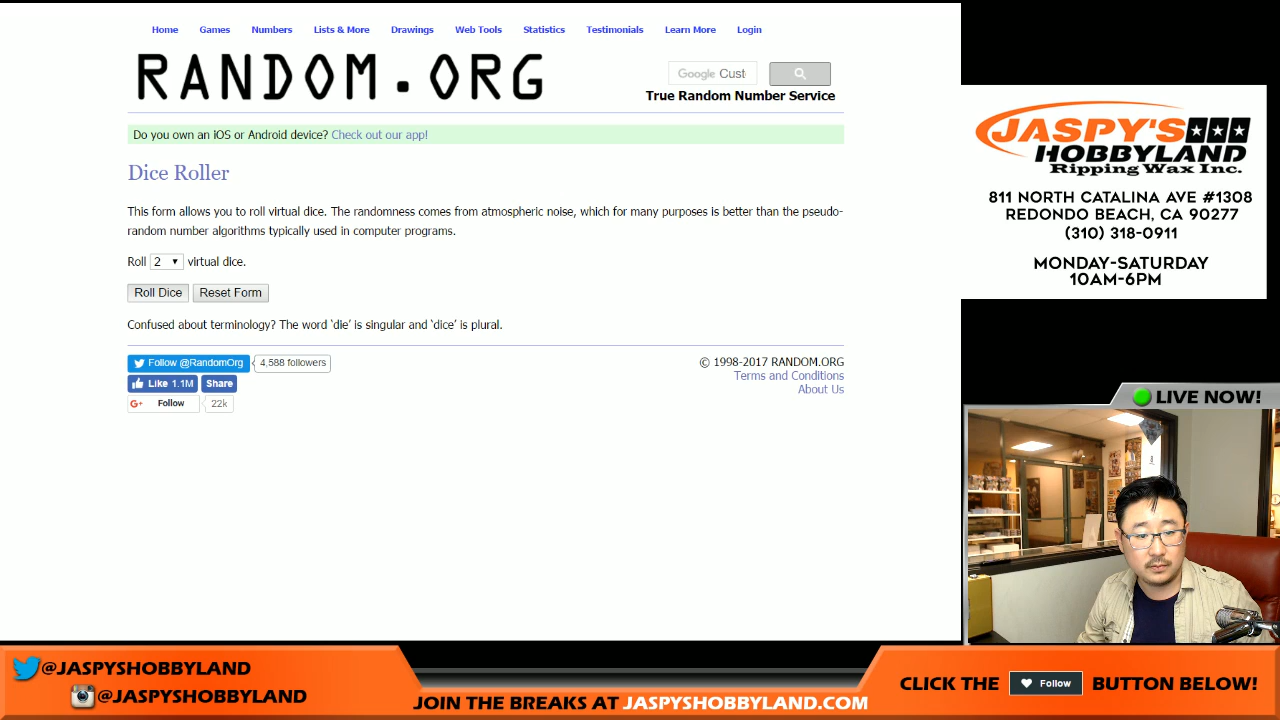 Home Games Numbers Lists & More Drawings Web Tools Statistics Testimonials Learn More Login
RANDOM.ORG
Google Cust
True Random Number Service
Do you own an iOS or Android device? Check out our app!
Dice Roller
This form allows you to roll virtual dice. The randomness comes from atmospheric noise, which for many purposes is better than the pseudo-
random number algorithms typically used in computer programs.
Roll 2 virtual dice.
Roll Dice Reset Form
Confused about terminology? The word ‘die’ is singular and ‘dice’ is plural.
Follow @RandomOrg 4,588 followers
Like 1.1M Share
G+ Follow 22k
© 1998-2017 RANDOM.ORG
Terms and Conditions
About Us
JASPY'S
HOBBYLAND
Ripping Wax Inc.
811 NORTH CATALINA AVE #1308
REDONDO BEACH, CA 90277
(310) 318-0911
MONDAY-SATURDAY
10AM-6PM
LIVE NOW!
@JASPYSHOBBYLAND
@JASPYSHOBBYLAND
JOIN THE BREAKS AT JASPYSHOBBYLAND.COM
CLICK THE Follow BUTTON BELOW!